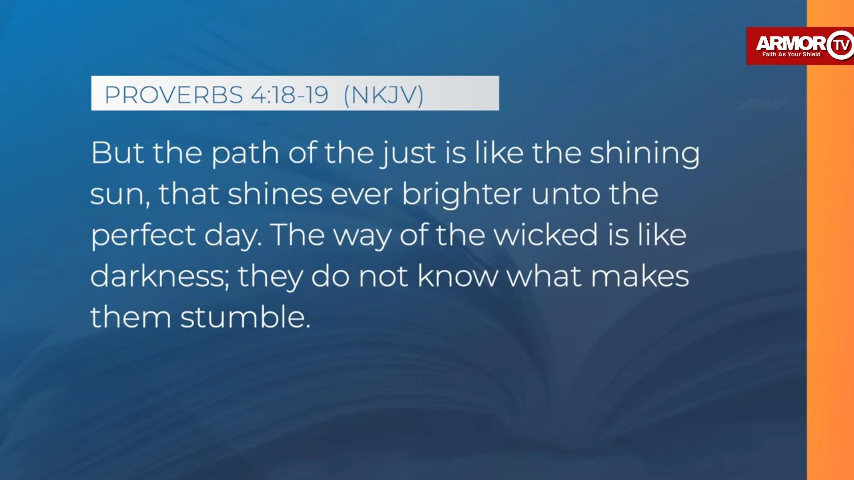 ARMOR TV
Faith As Your Shield
PROVERBS 4:18-19 (NKJV)
But the path of the just is like the shining
sun, that shines ever brighter unto the
perfect day. The way of the wicked is like
darkness; they do not know what makes
them stumble.